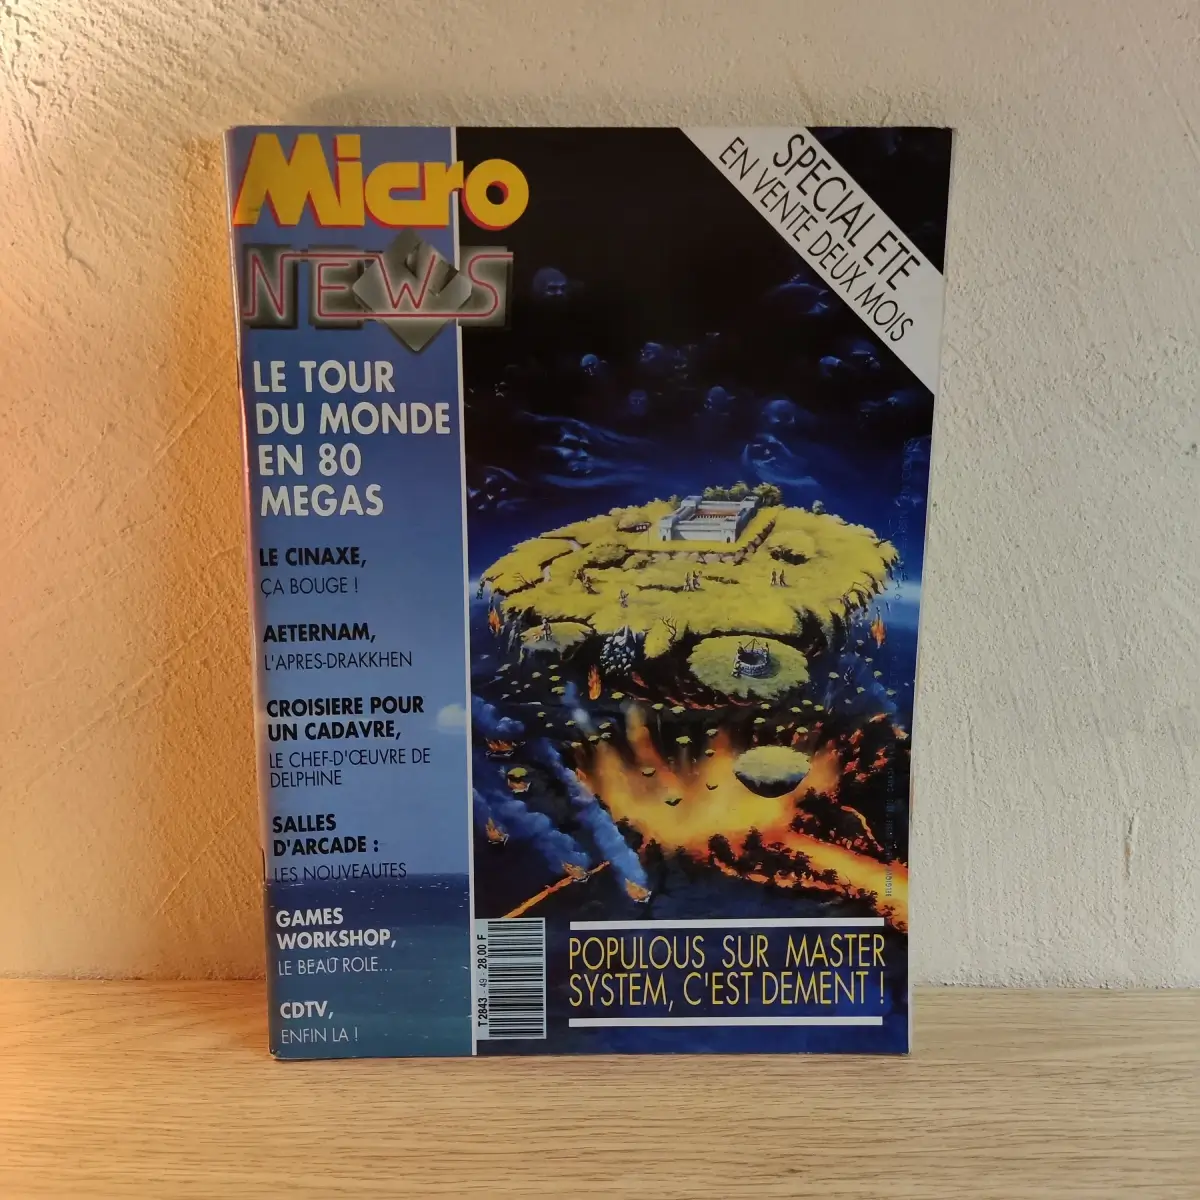 Micro
NEWS
SPECIAL ETE
EN VENTE DEUX MOIS
LE TOUR
DU MONDE
EN 80
MEGAS
LE CINAXE,
ÇA BOUGE !
AETERNAM,
L'APRES-DRAKKHEN
CROISIERE POUR
UN CADAVRE,
LE CHEF-D'ŒUVRE DE
DELPHINE
SALLES
D'ARCADE :
LES NOUVEAUTES
GAMES
WORKSHOP,
LE BEAU ROLE...
CDTV,
ENFIN LA !
T2843 - 49 - 28,00 F
POPULOUS SUR MASTER
SYSTEM, C'EST DEMENT !